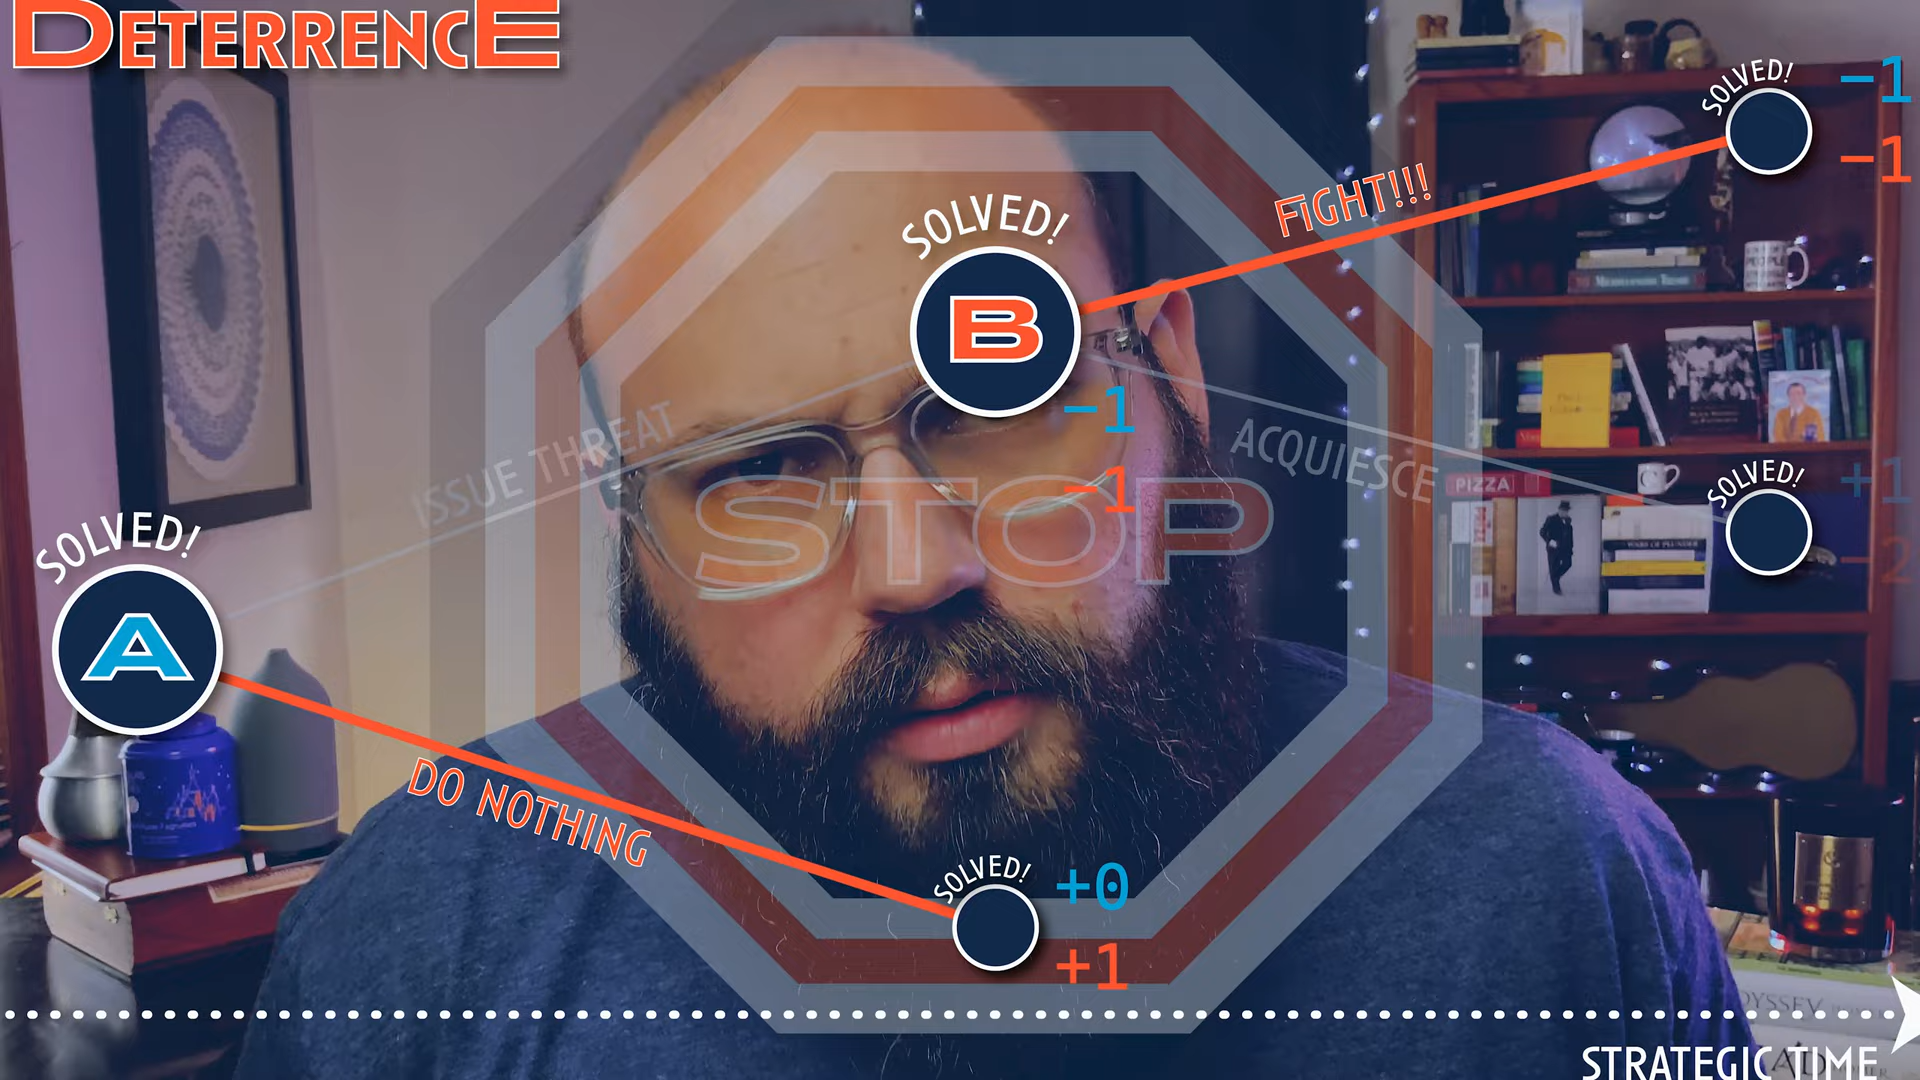 DETERRENCE
SOLVED!
-1
-1
FIGHT!!!
SOLVED!
B
-1
-1
ISSUE THREAT
ACQUIESCE
SOLVED!
+1
-2
STOP
PIZZA
SOLVED!
A
DO NOTHING
SOLVED!
+0
+1
STRATEGIC TIME